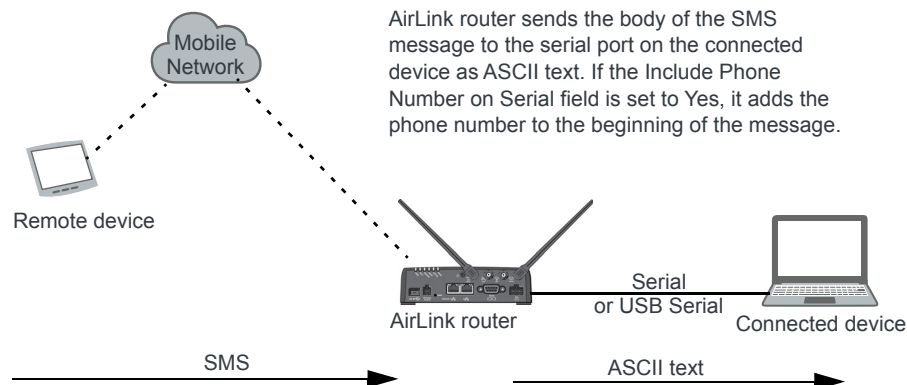 AirLink router sends the body of the SMS
message to the serial port on the connected
device as ASCII text. If the Include Phone
Number on Serial field is set to Yes, it adds the
phone number to the beginning of the message.
Mobile
Network
Remote device
Serial
or USB Serial
AirLink router
Connected device
SMS
ASCII text